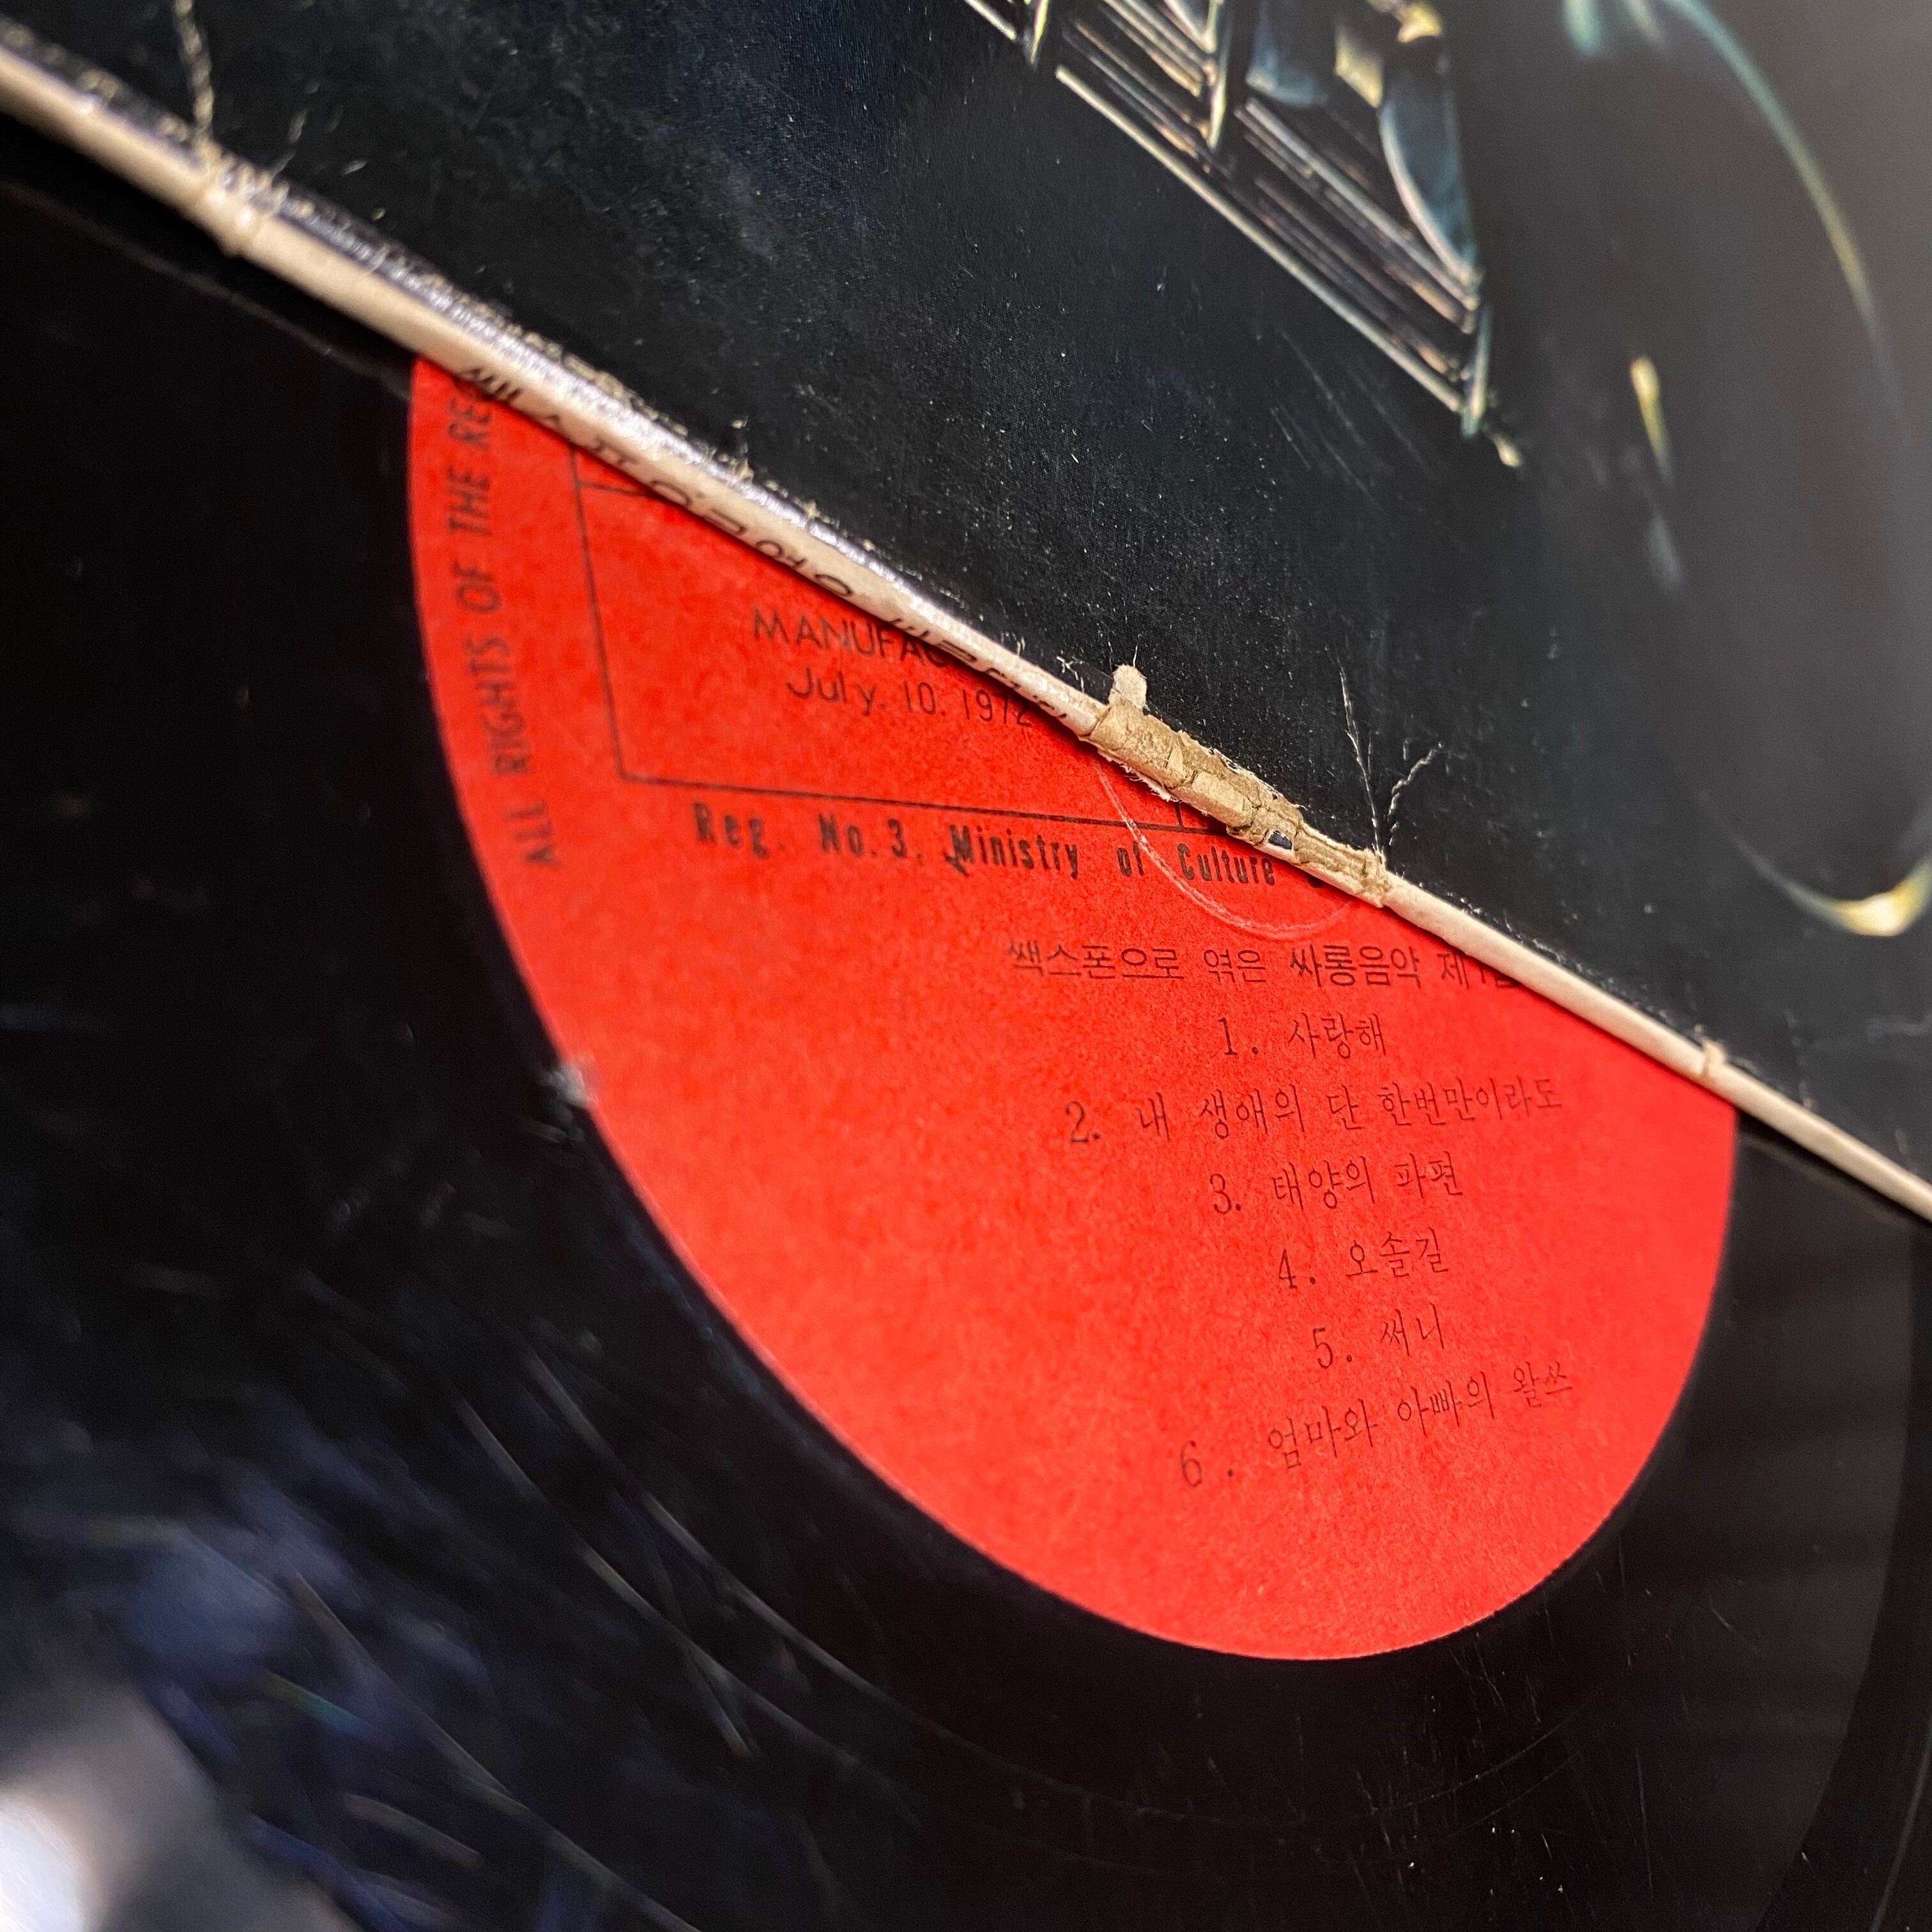 ALL RIGHTS OF THE
July. 10. 1972
Reg. No. 3. Ministry of Culture
쌕스폰으로 엮은 싸롱음악 제1집
1. 사랑해
2. 내 생애의 단 한번만이라도
3. 태양의 파편
4. 오솔길
5. 써니
6. 엄마와 아빠의 왈쓰